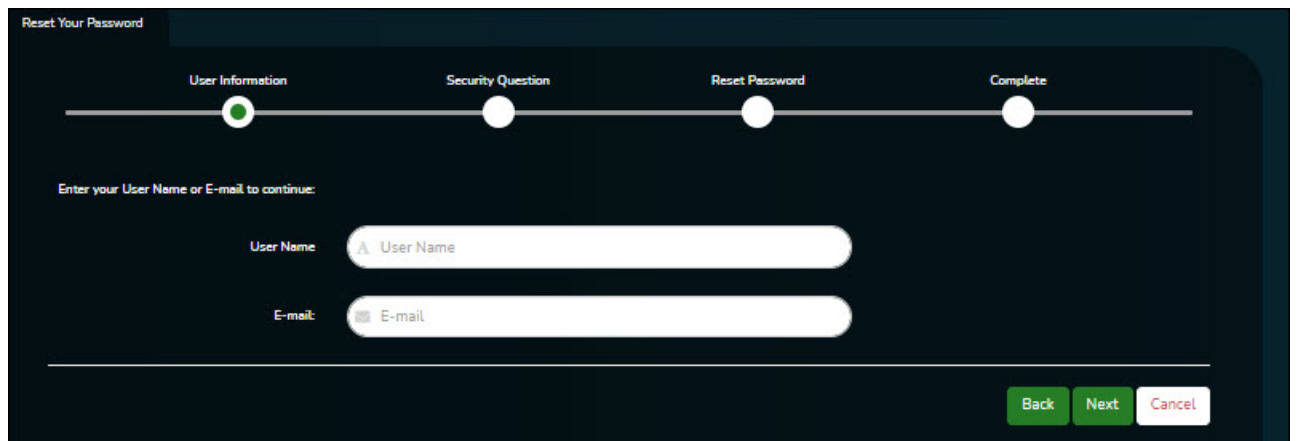 Reset Your Password
User Information Security Question Reset Password Complete
Enter your User Name or E-mail to continue:
User Name User Name
E-mail: E-mail
Back Next Cancel